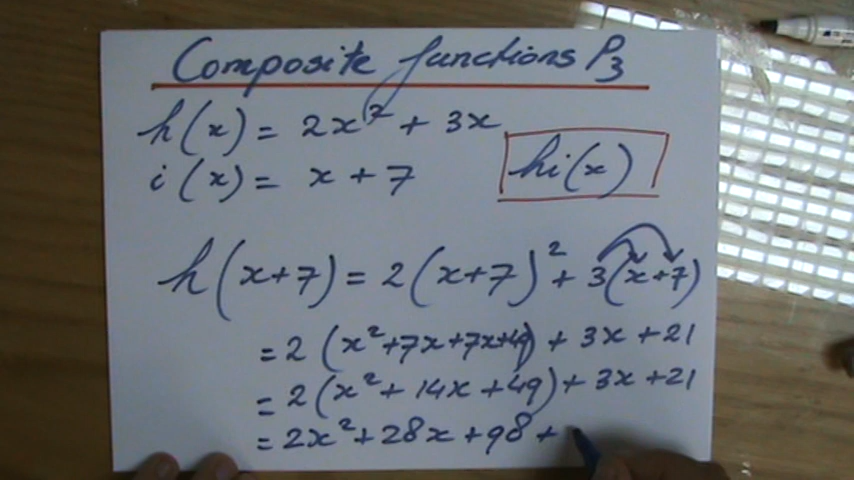 Composite functions P3
h(x) = 2x² + 3x
i(x) = x + 7
hi(x)
h(x+7) = 2(x+7)² + 3(x+7)
= 2(x²+7x+7x+49) + 3x + 21
= 2(x²+14x+49) + 3x + 21
= 2x²+28x+98+